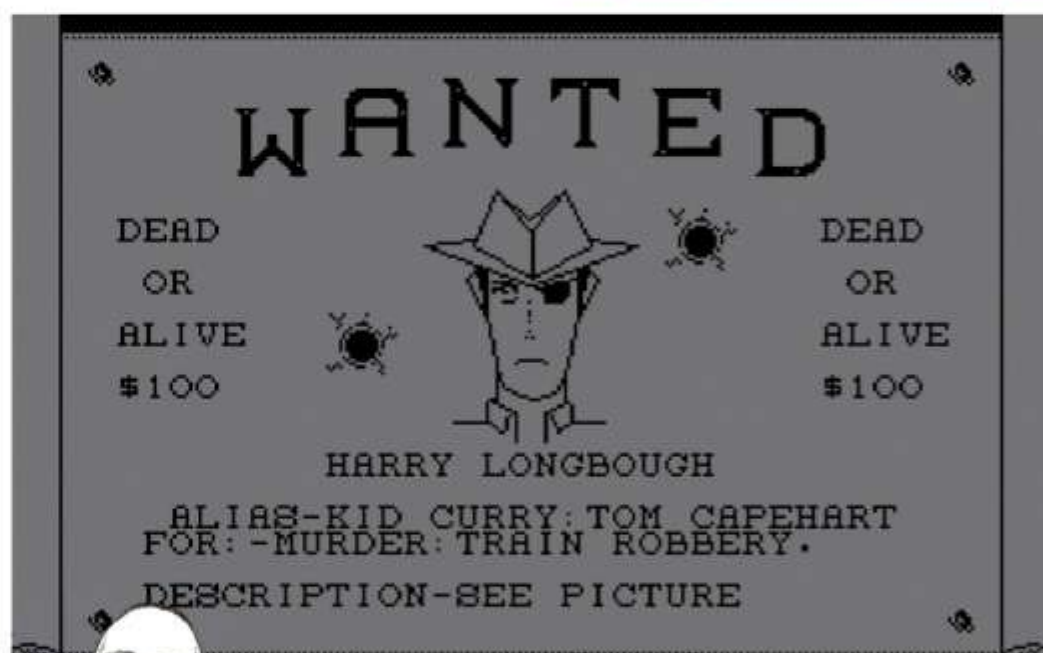 WANTED
DEAD
OR
ALIVE
$100
DEAD
OR
ALIVE
$100
HARRY LONGBOUGH
ALIAS-KID CURRY:TOM CAPEHART
FOR:-MURDER:TRAIN ROBBERY.
DESCRIPTION-SEE PICTURE